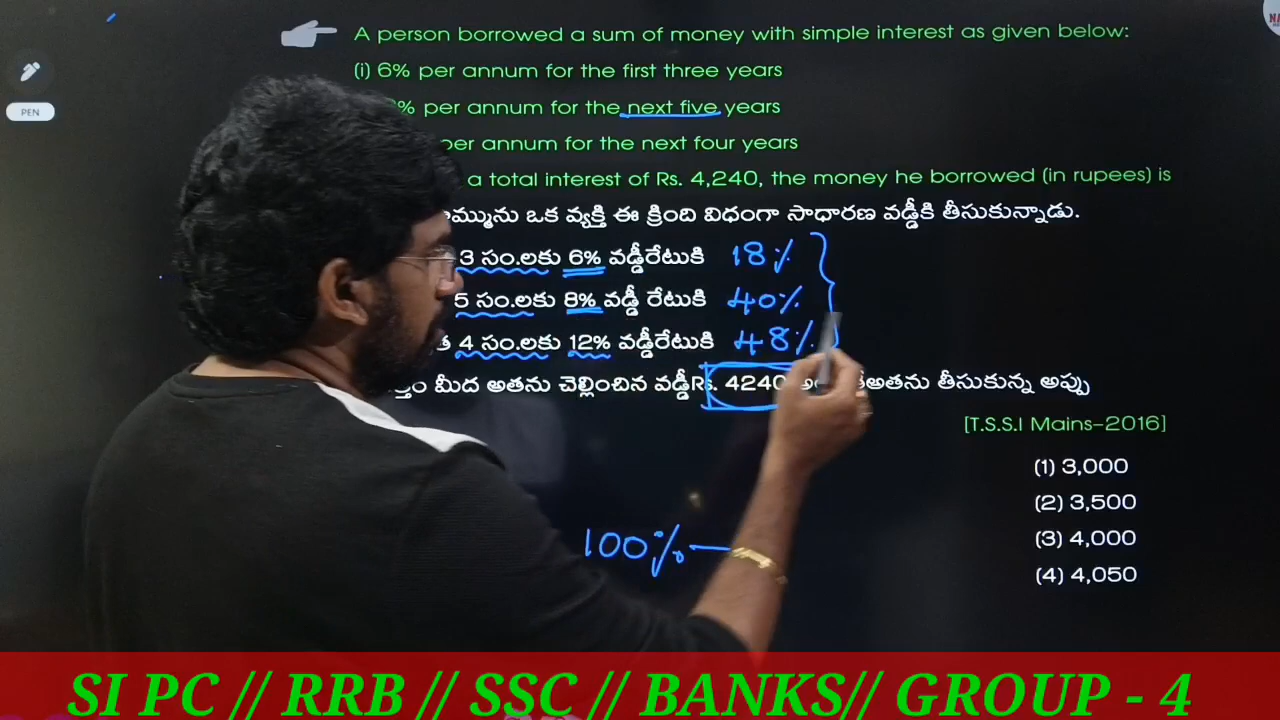 A person borrowed a sum of money with simple interest as given below:
(i) 6% per annum for the first three years
% per annum for the next five years
per annum for the next four years
a total interest of Rs. 4,240, the money he borrowed (in rupees) is
ఒక వ్యక్తి ఈ క్రింది విధంగా సాధారణ వడ్డీకి తీసుకున్నాడు.
3 సం.లకు 6% వడ్డీరేటుకి 18%
5 సం.లకు 8% వడ్డీ రేటుకి 40%
4 సం.లకు 12% వడ్డీరేటుకి 48%
మీద అతను చెల్లించిన వడ్డీ Rs. 4240 అతను తీసుకున్న అప్పు
[T.S.S.I Mains-2016]
(1) 3,000
(2) 3,500
(3) 4,000
(4) 4,050
100% —
PEN
SI PC // RRB // SSC // BANKS// GROUP - 4